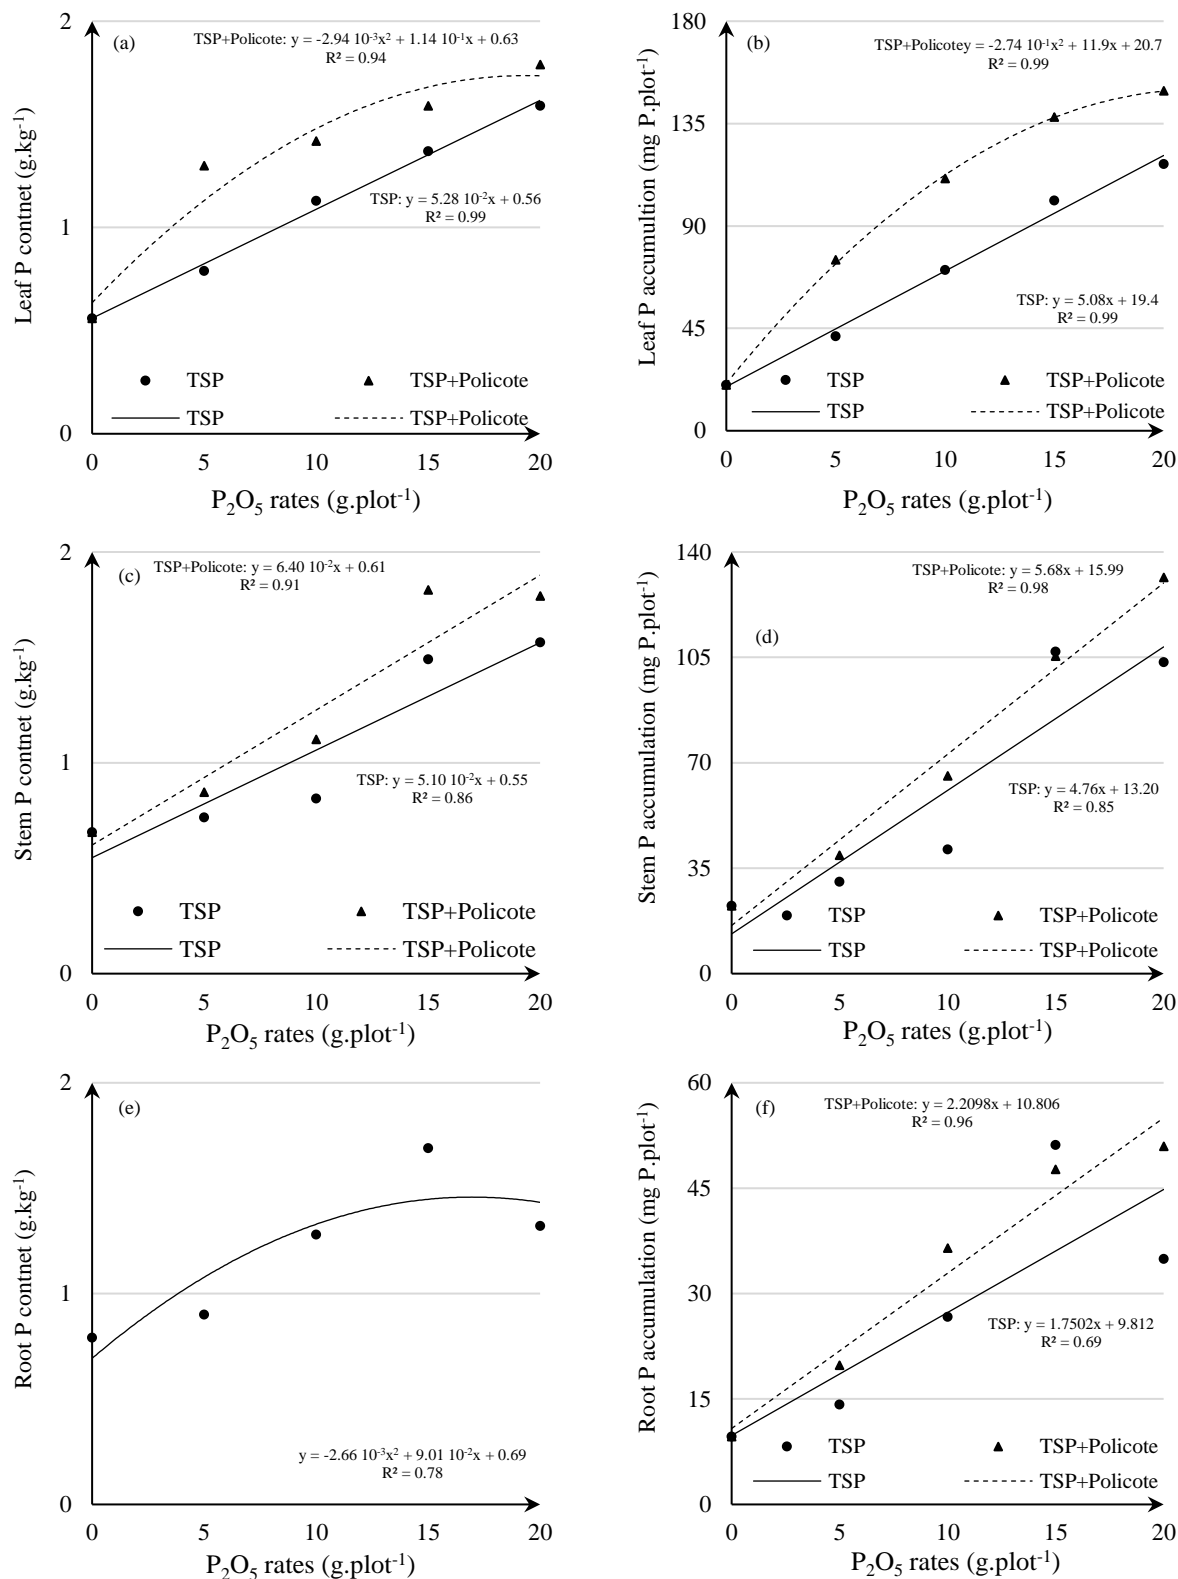 2
(a)
TSP+Policote: y = -2.94 10⁻³x² + 1.14 10⁻¹x + 0.63
R² = 0.94
Leaf P contnet (g.kg⁻¹)
1
TSP: y = 5.28 10⁻²x + 0.56
R² = 0.99
TSP TSP+Policote
TSP TSP+Policote
0
0 5 10 15 20
P₂O₅ rates (g.plot⁻¹)
180
(b)
TSP+Policotey = -2.74 10⁻¹x² + 11.9x + 20.7
R² = 0.99
Leaf P accumultion (mg P.plot⁻¹)
135
90
TSP: y = 5.08x + 19.4
R² = 0.99
45
TSP TSP+Policote
TSP TSP+Policote
0
0 5 10 15 20
P₂O₅ rates (g.plot⁻¹)
2
(c)
TSP+Policote: y = 6.40 10⁻²x + 0.61
R² = 0.91
Stem P contnet (g.kg⁻¹)
1
TSP: y = 5.10 10⁻²x + 0.55
R² = 0.86
TSP TSP+Policote
TSP TSP+Policote
0
0 5 10 15 20
P₂O₅ rates (g.plot⁻¹)
140
TSP+Policote: y = 5.68x + 15.99
R² = 0.98
(d)
Stem P accumulation (mg P.plot⁻¹)
105
70
TSP: y = 4.76x + 13.20
R² = 0.85
35
TSP TSP+Policote
TSP TSP+Policote
0
0 5 10 15 20
P₂O₅ rates (g.plot⁻¹)
2
(e)
Root P contnet (g.kg⁻¹)
1
y = -2.66 10⁻³x² + 9.01 10⁻²x + 0.69
R² = 0.78
0
0 5 10 15 20
P₂O₅ rates (g.plot⁻¹)
60
(f)
TSP+Policote: y = 2.2098x + 10.806
R² = 0.96
Root P accumulation (mg P.plot⁻¹)
45
30
TSP: y = 1.7502x + 9.812
R² = 0.69
15
TSP TSP+Policote
TSP TSP+Policote
0
0 5 10 15 20
P₂O₅ rates (g.plot⁻¹)